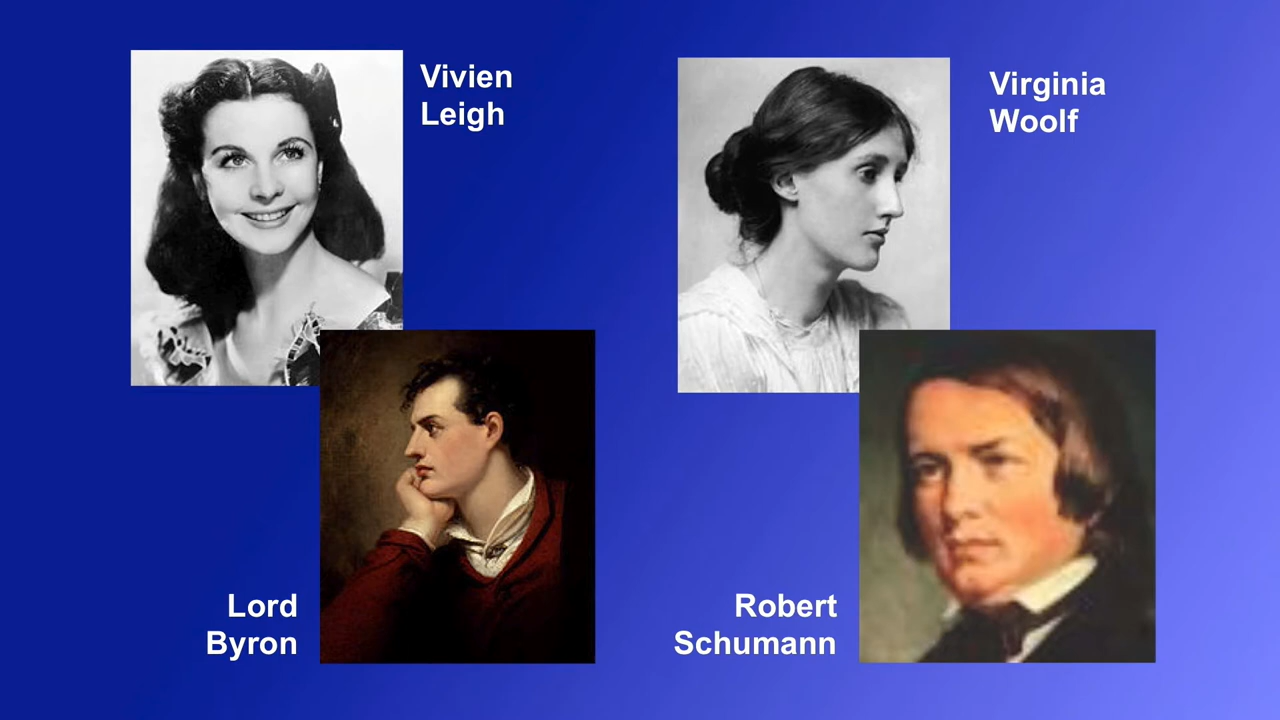 Vivien
Leigh
Virginia
Woolf
Lord
Byron
Robert
Schumann